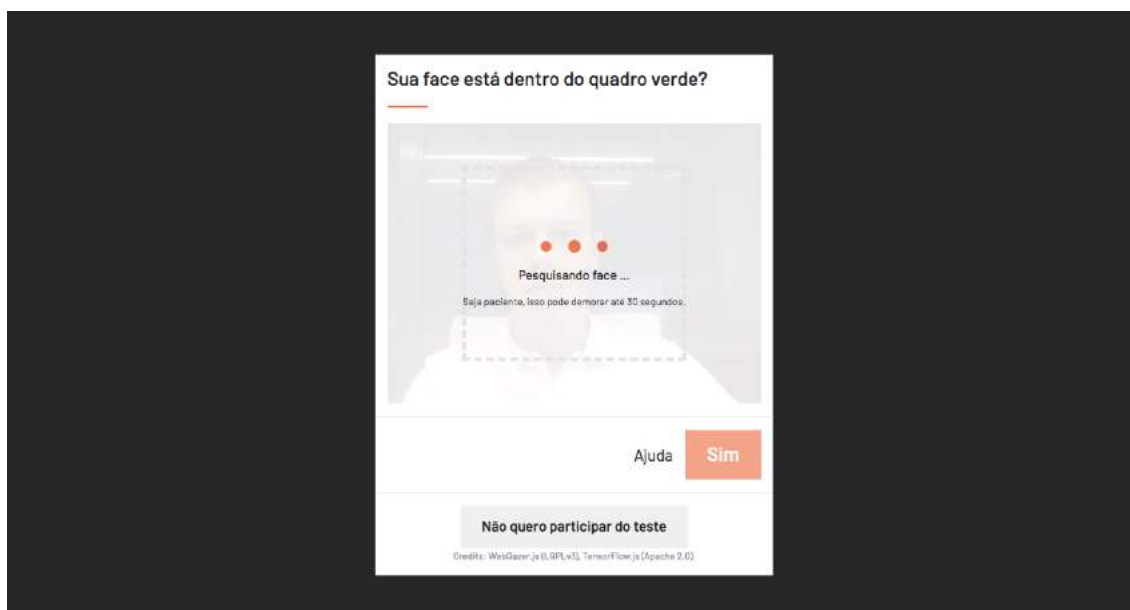 Sua face está dentro do quadro verde?
Pesquisando face ...
Seja paciente, isso pode demorar até 30 segundos.
Ajuda
Sim
Não quero participar do teste
Credits: WebGazer.js (LGPLv3), TensorFlow.js (Apache 2.0)